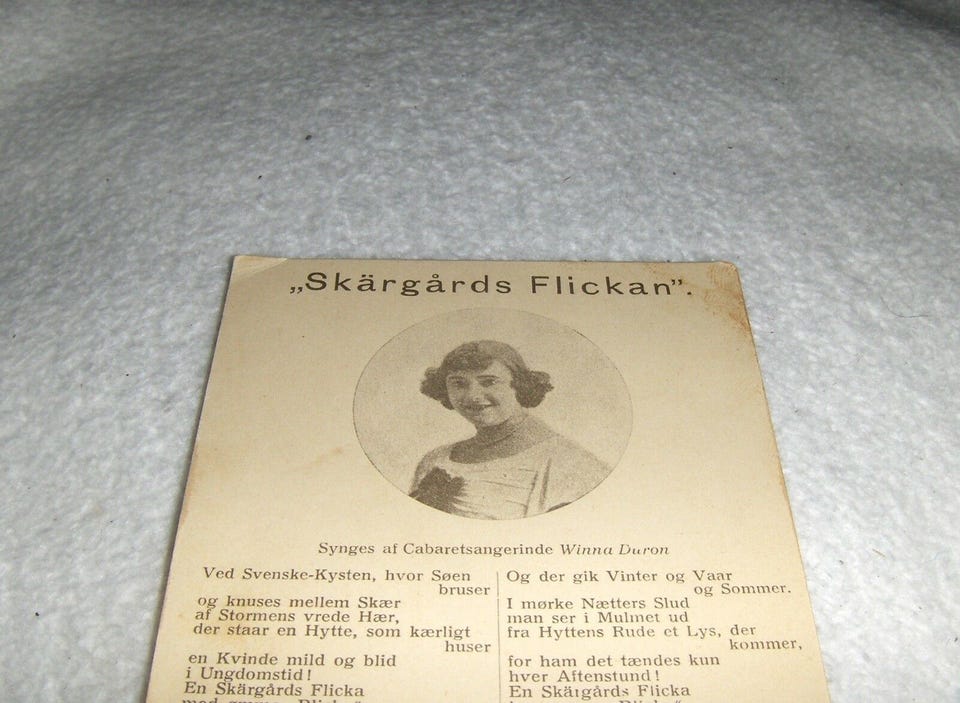 „Skärgårds Flickan”.
Synges af Cabaretsangerinde Winna Duron
Ved Svenske-Kysten, hvor Søen
bruser
og knuses mellem Skær
af Stormens vrede Hær,
der staar en Hytte, som kærligt
huser
en Kvinde mild og blid
i Ungdomstid!
En Skärgårds Flicka
Og der gik Vinter og Vaar
og Sommer.
I mørke Nætters Slud
man ser i Mulmet ud
fra Hyttens Rude et Lys, der
kommer,
for ham det tændes kun
hver Aftenstund!
En Skärgårds Flicka